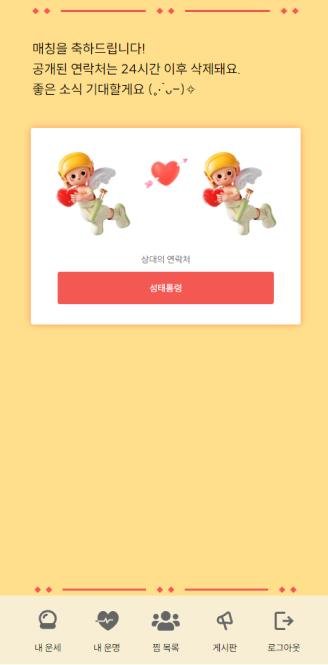 매칭을 축하드립니다!
공개된 연락처는 24시간 이후 삭제돼요.
좋은 소식 기대할게요 (｡･̀ᴗ-)✧
상대의 연락처
성태통령
내 운세
내 운명
찜 목록
게시판
로그아웃